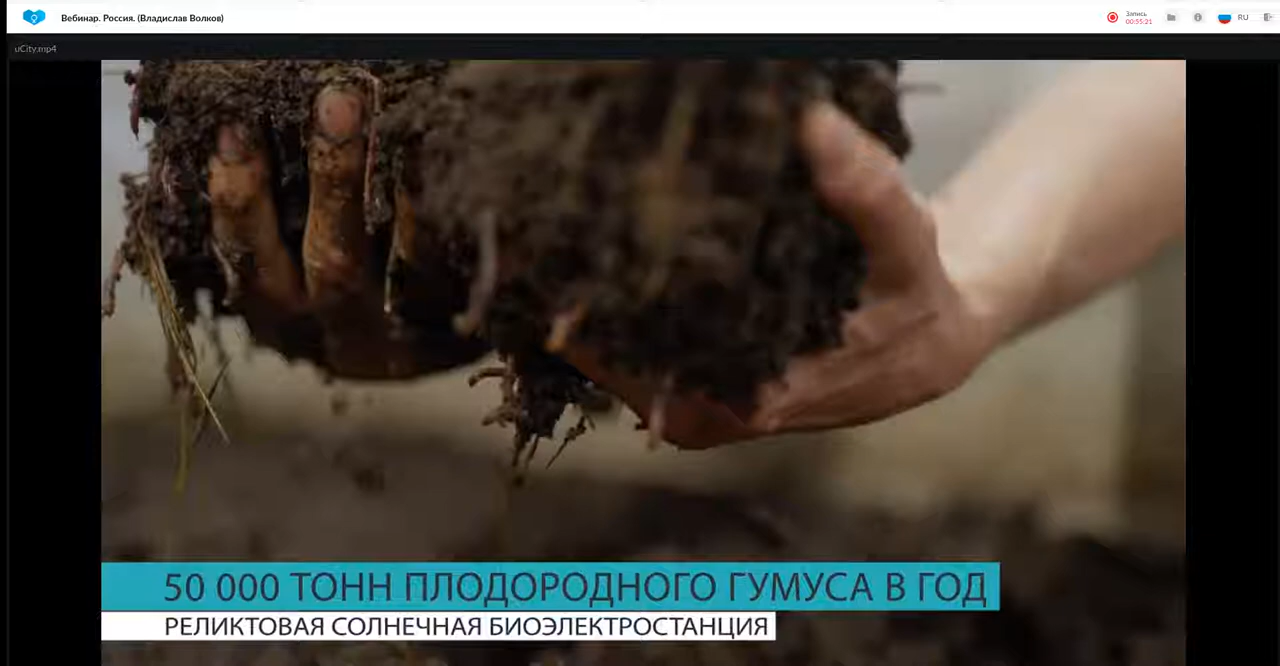 Вебинар. Россия. (Владислав Волков)
Запись
00:55:21
RU
uCity.mp4
50 000 ТОНН ПЛОДОРОДНОГО ГУМУСА В ГОД
РЕЛИКТОВАЯ СОЛНЕЧНАЯ БИОЭЛЕКТРОСТАНЦИЯ